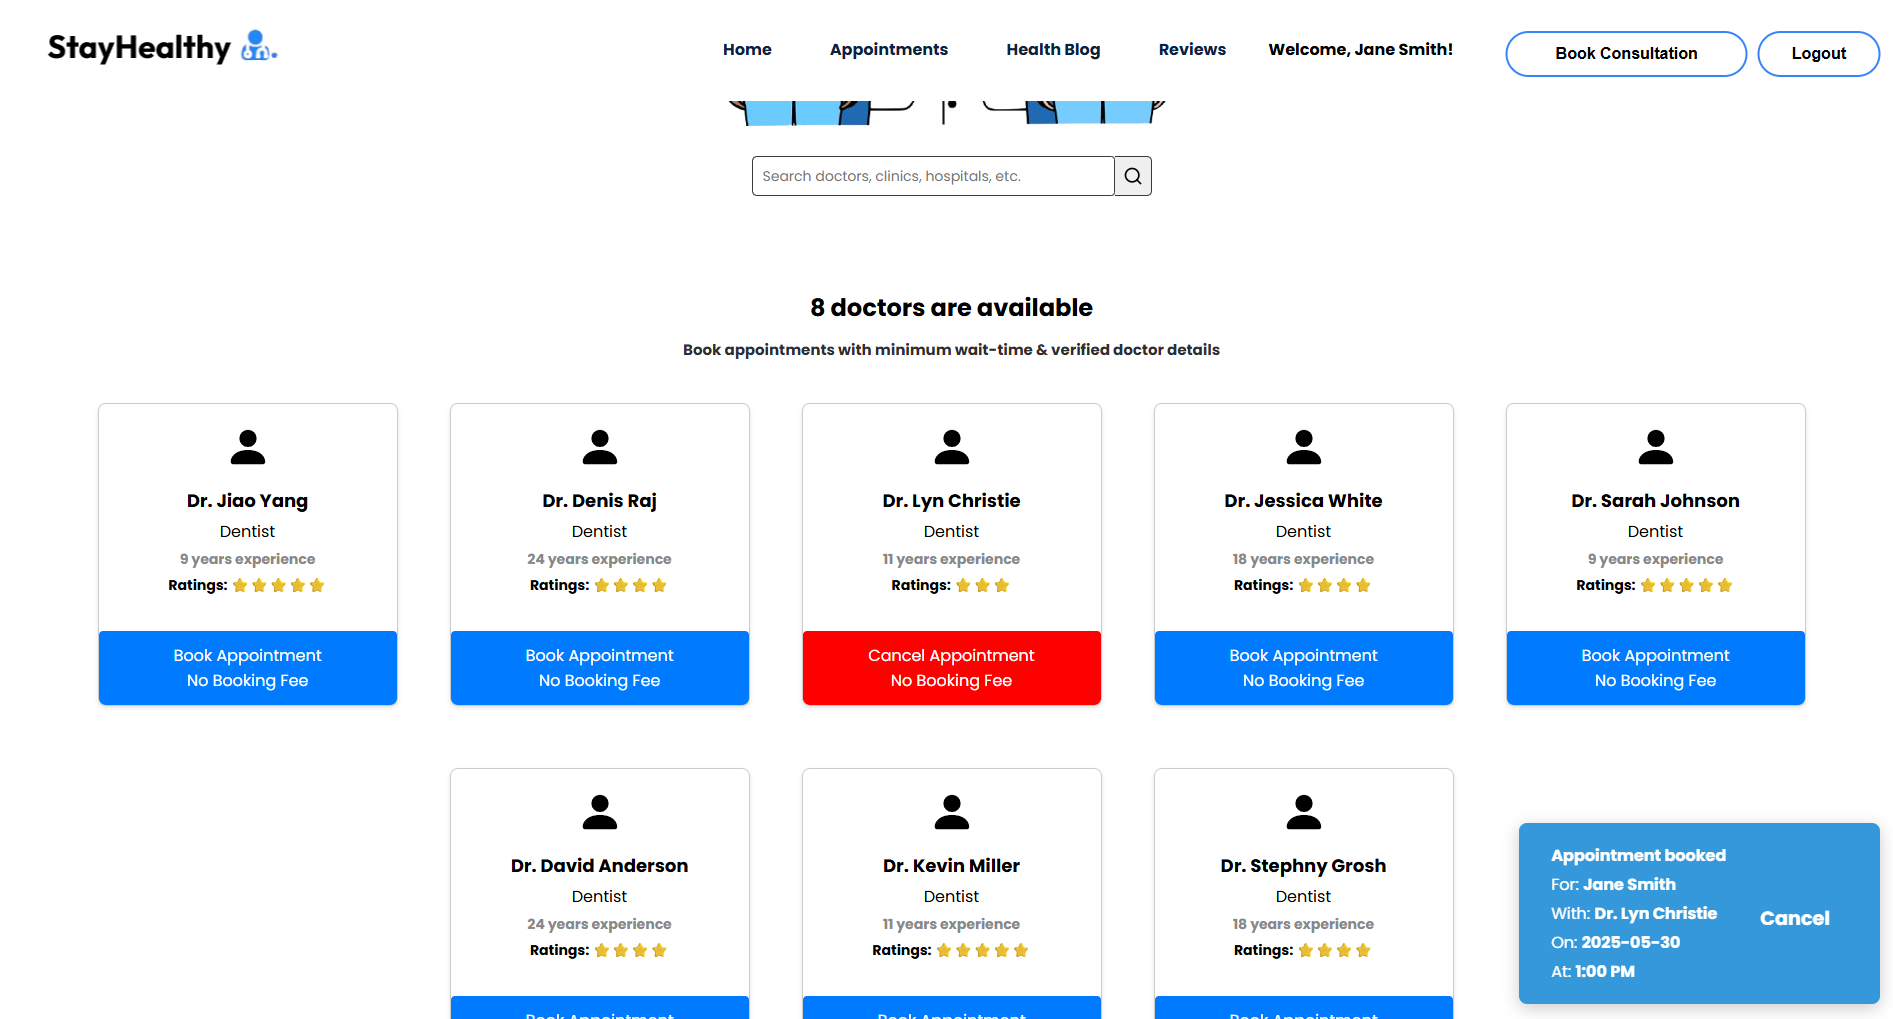 StayHealthy
Home
Appointments
Health Blog
Reviews
Welcome, Jane Smith!
Book Consultation
Logout
Search doctors, clinics, hospitals, etc.
8 doctors are available
Book appointments with minimum wait-time & verified doctor details
Dr. Jiao Yang
Dentist
9 years experience
Ratings:
Book Appointment
No Booking Fee
Dr. Denis Raj
Dentist
24 years experience
Ratings:
Book Appointment
No Booking Fee
Dr. Lyn Christie
Dentist
11 years experience
Ratings:
Cancel Appointment
No Booking Fee
Dr. Jessica White
Dentist
18 years experience
Ratings:
Book Appointment
No Booking Fee
Dr. Sarah Johnson
Dentist
9 years experience
Ratings:
Book Appointment
No Booking Fee
Dr. David Anderson
Dentist
24 years experience
Ratings:
Book Appointment
Dr. Kevin Miller
Dentist
11 years experience
Ratings:
Book Appointment
Dr. Stephny Grosh
Dentist
18 years experience
Ratings:
Book Appointment
Appointment booked
For: Jane Smith
With: Dr. Lyn Christie
On: 2025-05-30
At: 1:00 PM
Cancel